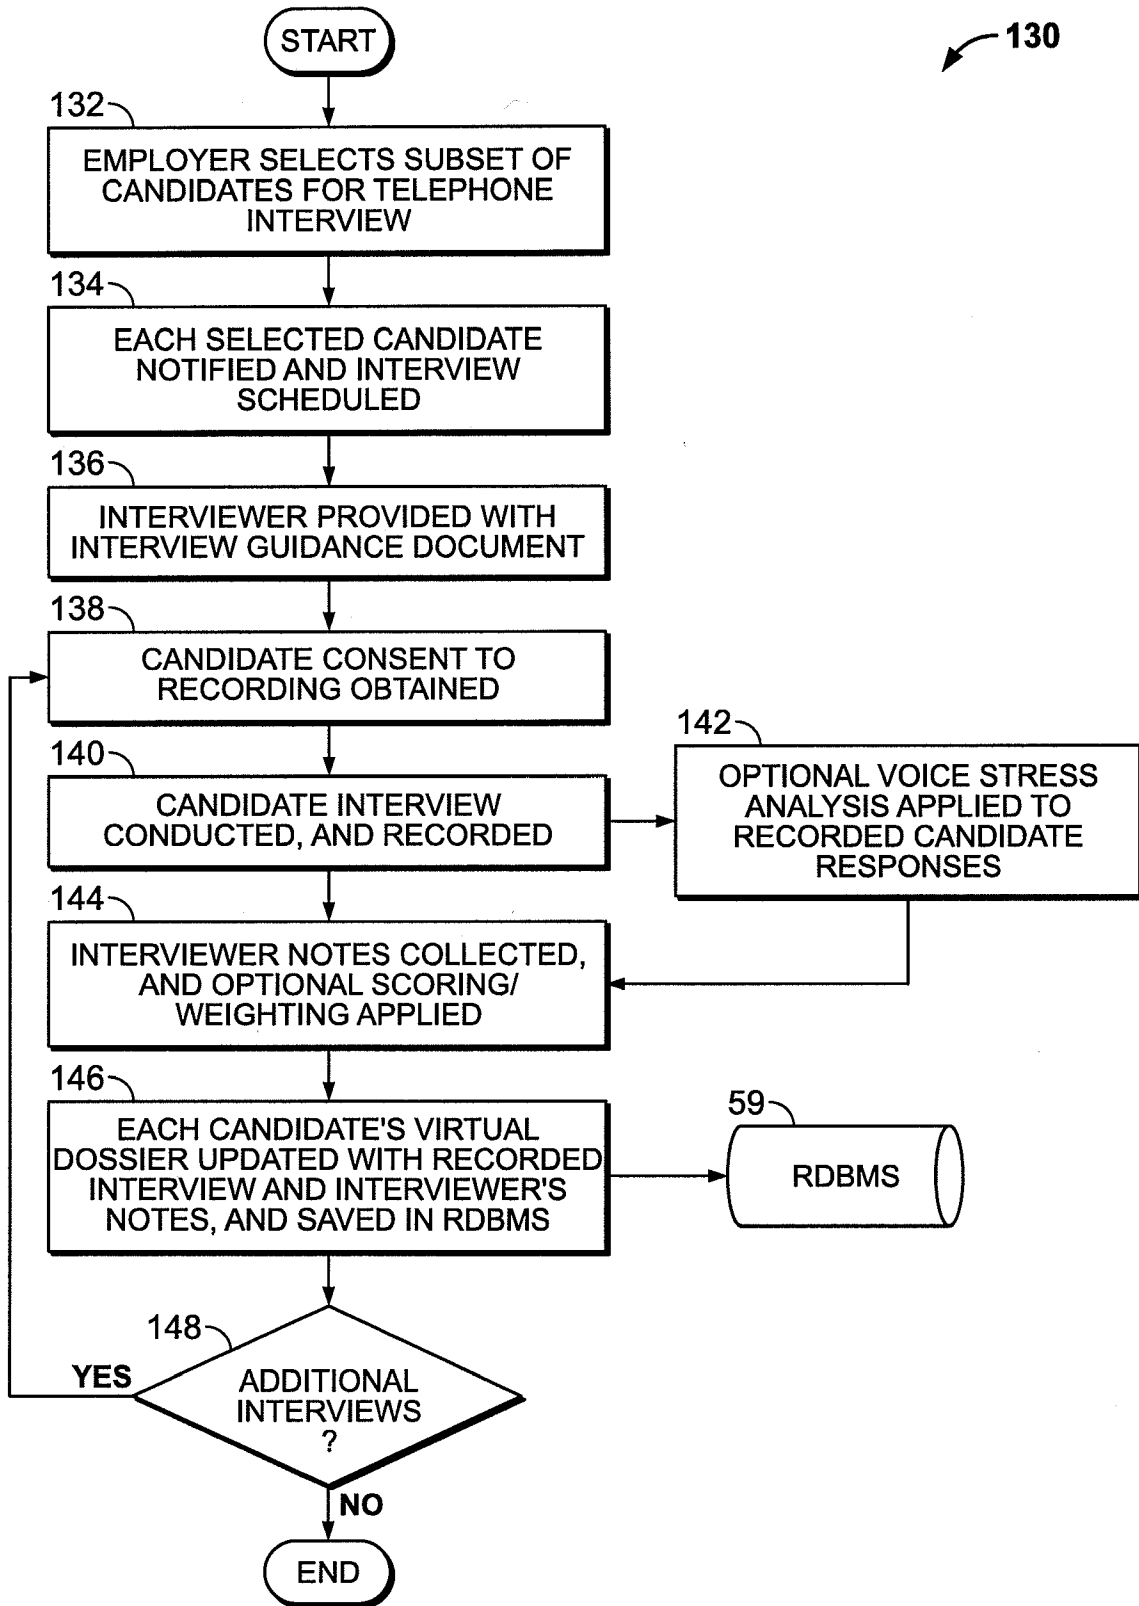 START
130
132
EMPLOYER SELECTS SUBSET OF
CANDIDATES FOR TELEPHONE
INTERVIEW
134
EACH SELECTED CANDIDATE
NOTIFIED AND INTERVIEW
SCHEDULED
136
INTERVIEWER PROVIDED WITH
INTERVIEW GUIDANCE DOCUMENT
138
CANDIDATE CONSENT TO
RECORDING OBTAINED
140
CANDIDATE INTERVIEW
CONDUCTED, AND RECORDED
142
OPTIONAL VOICE STRESS
ANALYSIS APPLIED TO
RECORDED CANDIDATE
RESPONSES
144
INTERVIEWER NOTES COLLECTED,
AND OPTIONAL SCORING/
WEIGHTING APPLIED
146
EACH CANDIDATE'S VIRTUAL
DOSSIER UPDATED WITH RECORDED
INTERVIEW AND INTERVIEWER'S
NOTES, AND SAVED IN RDBMS
59
RDBMS
148
YES
ADDITIONAL
INTERVIEWS
?
NO
END